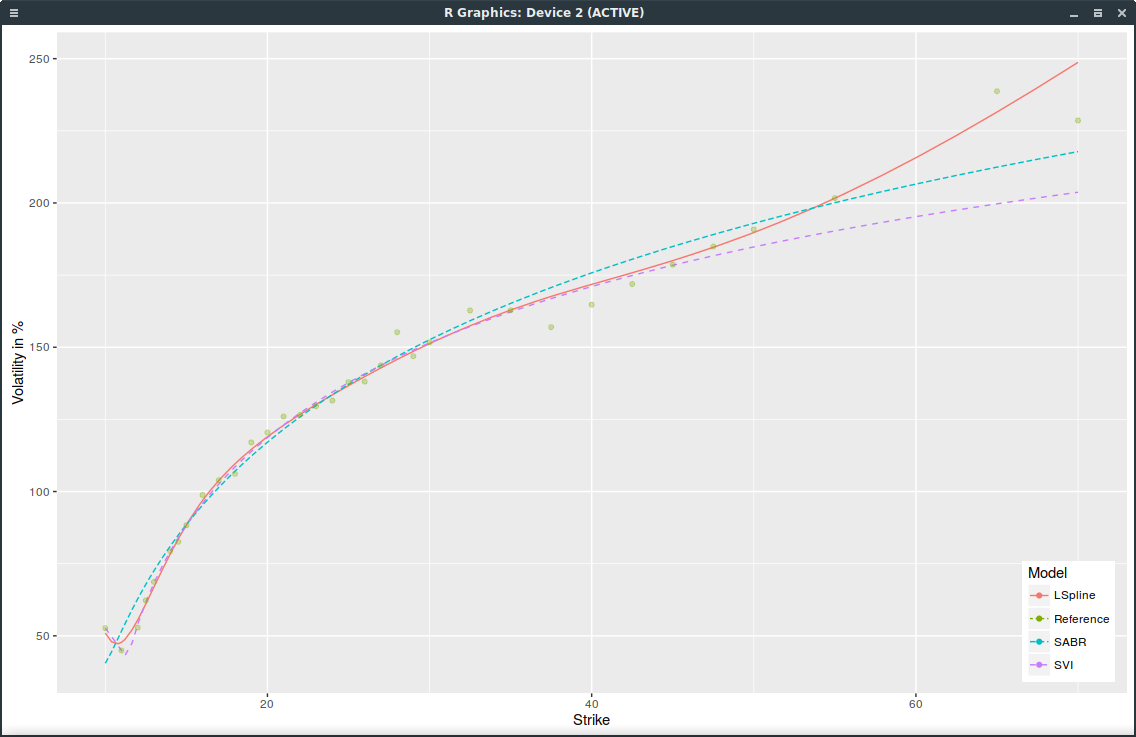 R Graphics: Device 2 (ACTIVE)
250
200
150
100
50
Volatility in %
20
40
60
Strike
Model
LSpline
Reference
SABR
SVI